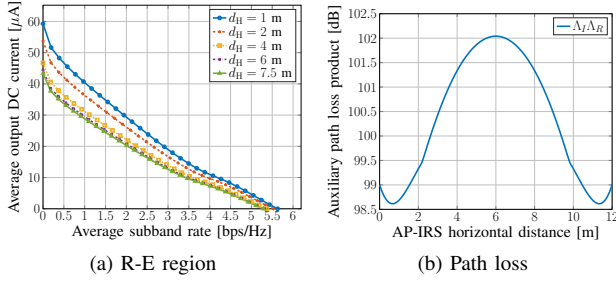 Average output DC current [μA]
60
50
40
30
20
10
0
0 0.5 1 1.5 2 2.5 3 3.5 4 4.5 5 5.5 6
Average subband rate [bps/Hz]
d_H = 1 m
d_H = 2 m
d_H = 4 m
d_H = 6 m
d_H = 7.5 m
(a) R-E region
Auxiliary path loss product [dB]
102.5
102
101.5
101
100.5
100
99.5
99
98.5
0 2 4 6 8 10 12
AP-IRS horizontal distance [m]
Λ_I Λ_R
(b) Path loss